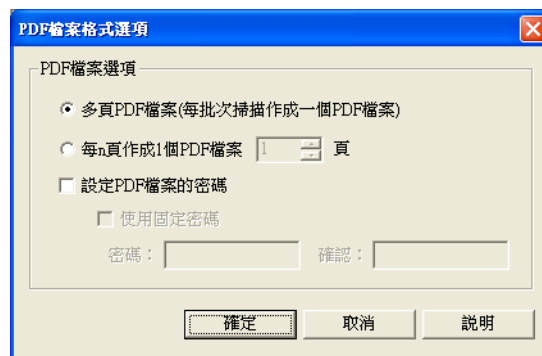 PDF檔案格式選項
PDF檔案選項
多頁PDF檔案(每批次掃描作成一個PDF檔案)
每n頁作成1個PDF檔案 1 頁
設定PDF檔案的密碼
使用固定密碼
密碼： 確認：
確定 取消 說明